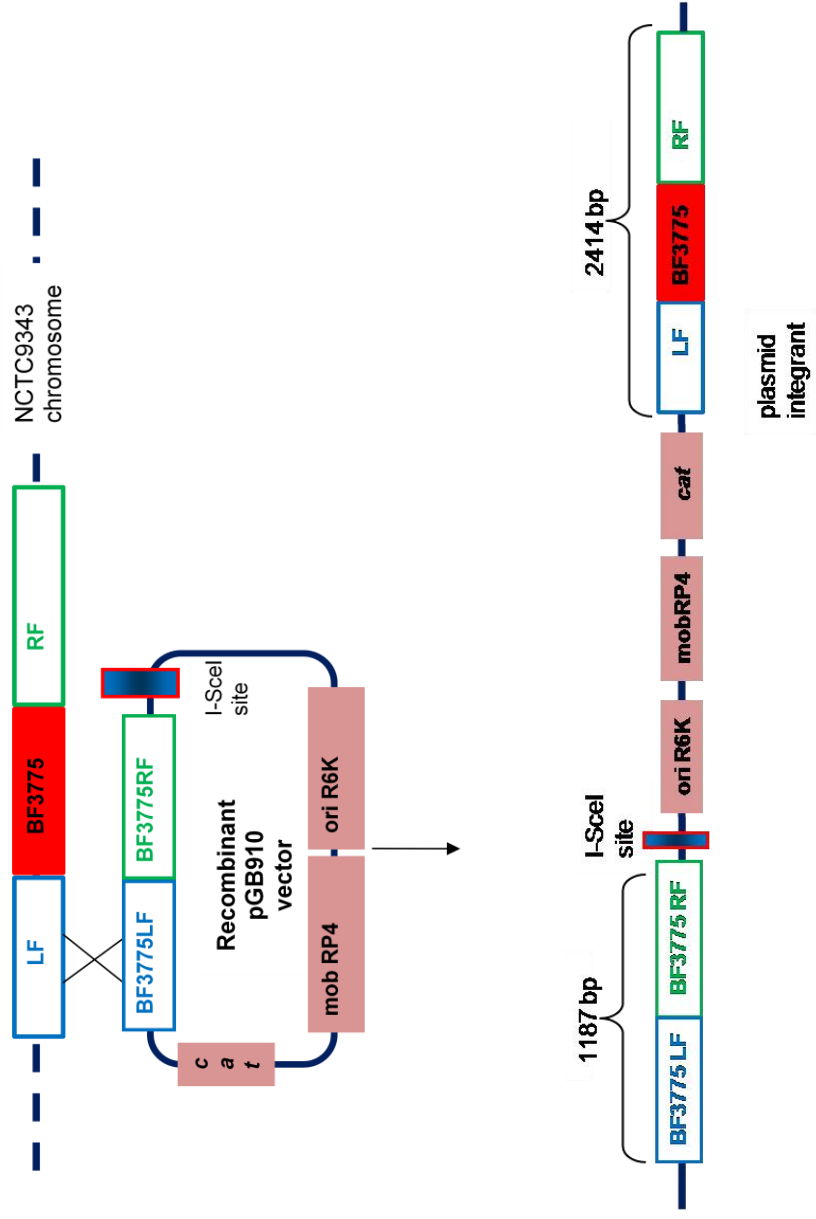 NCTC9343
chromosome
LF
BF3775
RF
BF3775LF
BF3775RF
I-SceI
site
c
a
t
Recombinant
pGB910
vector
mob RP4
ori R6K
1187 bp
I-SceI
site
2414 bp
BF3775 LF
BF3775 RF
ori R6K
mobRP4
cat
LF
BF3775
RF
plasmid
integrant